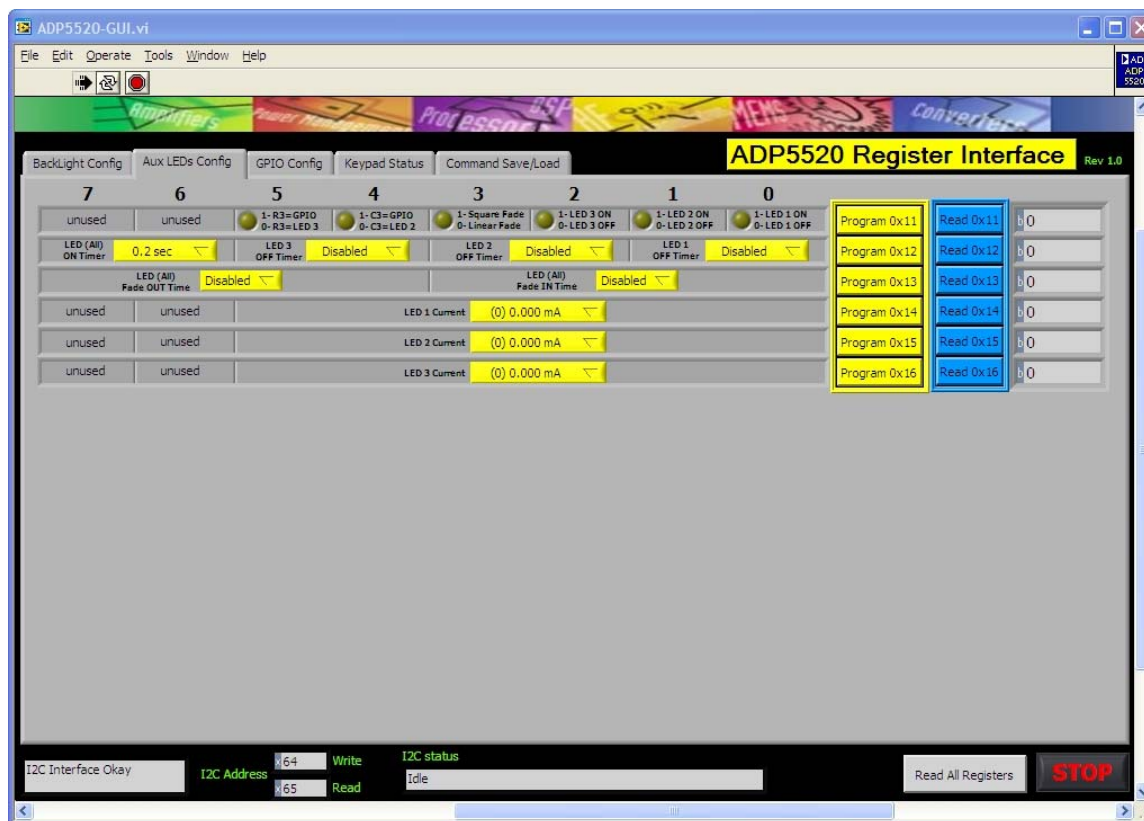 ADP5520-GUI.vi
File Edit Operate Tools Window Help
AD
ADP
5520
Amplifiers Power Management Processor DSP MEMS Converters
BackLight Config Aux LEDs Config GPIO Config Keypad Status Command Save/Load ADP5520 Register Interface Rev 1.0
7 6 5 4 3 2 1 0
unused unused 1- R3=GPIO 1- C3=GPIO 1- Square Fade 1- LED 3 ON 1- LED 2 ON 1- LED 1 ON
0- R3=LED 3 0- C3=LED 2 0- Linear Fade 0- LED 3 OFF 0- LED 2 OFF 0- LED 1 OFF
Program 0x11 Read 0x11 b 0
LED (All) ON Timer 0.2 sec LED 3 OFF Timer Disabled LED 2 OFF Timer Disabled LED 1 OFF Timer Disabled Program 0x12 Read 0x12 b 0
LED (All) Fade OUT Time Disabled LED (All) Fade IN Time Disabled Program 0x13 Read 0x13 b 0
unused unused LED 1 Current (0) 0.000 mA Program 0x14 Read 0x14 b 0
unused unused LED 2 Current (0) 0.000 mA Program 0x15 Read 0x15 b 0
unused unused LED 3 Current (0) 0.000 mA Program 0x16 Read 0x16 b 0
I2C Interface Okay
I2C Address
x 64 Write
x 65 Read
I2C status
Idle
Read All Registers
STOP